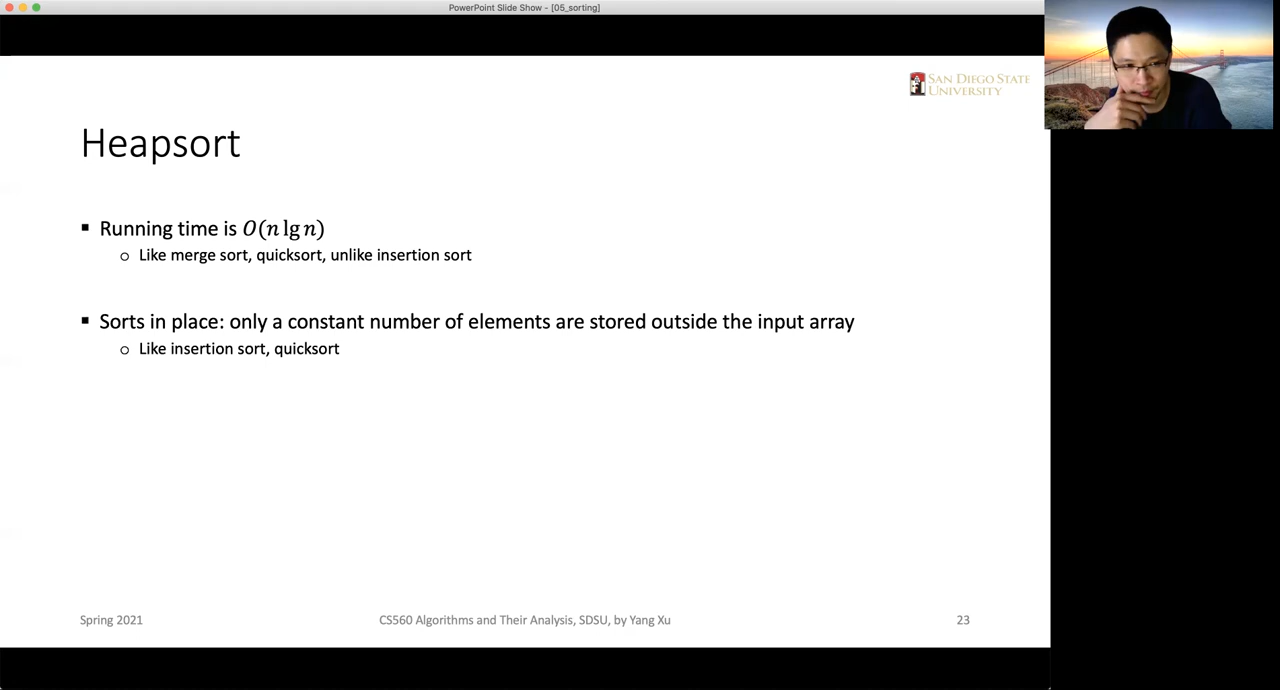 PowerPoint Slide Show - [05_sorting]
SAN DIEGO STATE
UNIVERSITY
Heapsort
▪ Running time is O(n lg n)
o Like merge sort, quicksort, unlike insertion sort
▪ Sorts in place: only a constant number of elements are stored outside the input array
o Like insertion sort, quicksort
Spring 2021
CS560 Algorithms and Their Analysis, SDSU, by Yang Xu
23